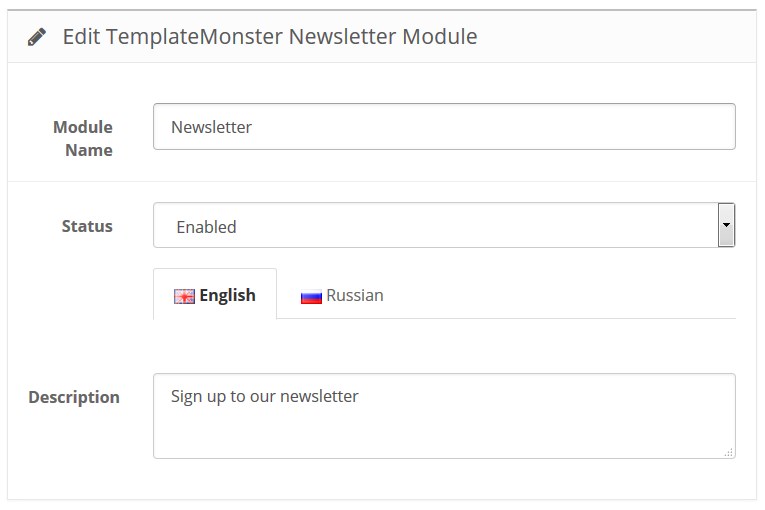 Edit TemplateMonster Newsletter Module
Module
Name
Newsletter
Status
Enabled
English
Russian
Description
Sign up to our newsletter